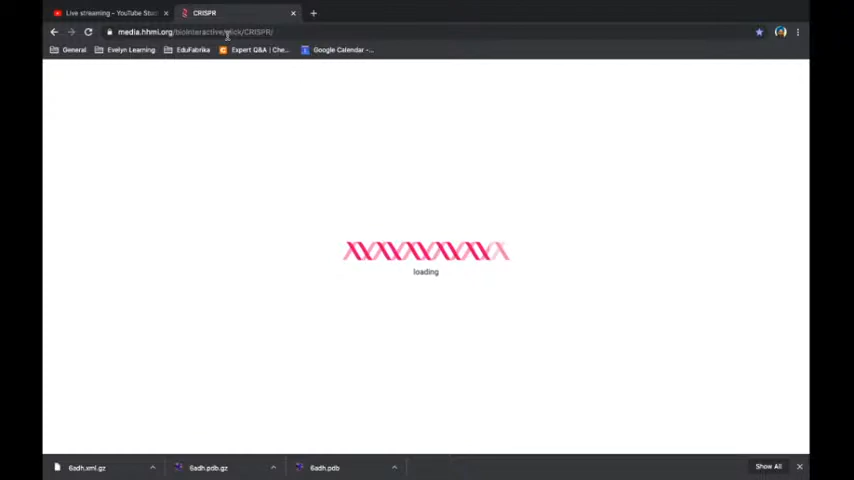 Live streaming - YouTube Stu
CRISPR
media.hhmi.org/biointeractive/click/CRISPR/
General Evelyn Learning EduFabrika Expert Q&A | Che... Google Calendar -...
loading
6adh.xml.gz 6adh.pdb.gz 6adh.pdb Show All